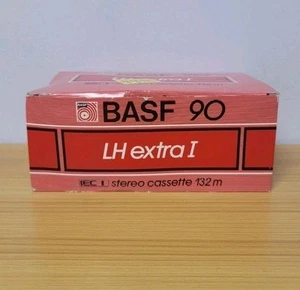 BASF 90
LH extra I
IEC I stereo cassette 132 m